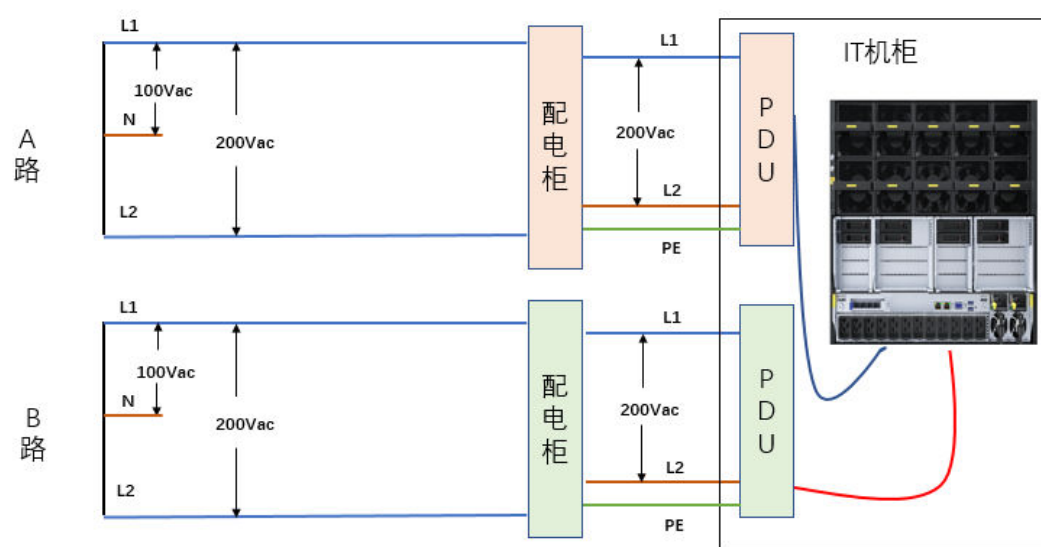 L1
100Vac
N
200Vac
L2
A
路
配
电
柜
L1
200Vac
L2
PE
P
D
U
IT机柜
L1
100Vac
N
200Vac
L2
B
路
配
电
柜
L1
200Vac
L2
PE
P
D
U